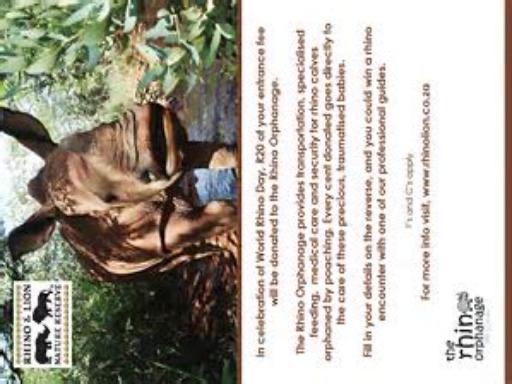 RHINO & LION
NATURE RESERVE
In celebration of World Rhino Day, R20 of your entrance fee
will be donated to the Rhino Orphanage.
The Rhino Orphanage provides transportation, specialised
feeding, medical care and security for rhino calves
orphaned by poaching. Every cent donated goes directly to
the care of these precious, traumatised babies.
Fill in your details on the reverse, and you could win a rhino
encounter with one of our professional guides.
T's and C's apply
For more info visit, www.rhinolion.co.za
the
rhino
orphanage